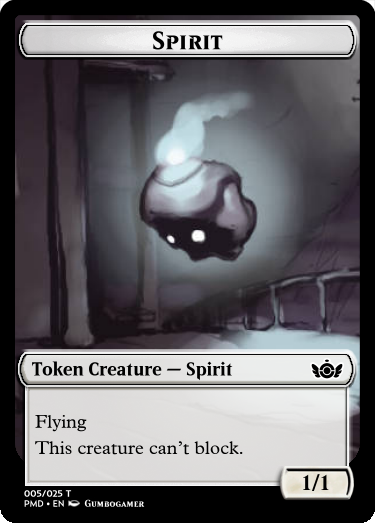 Spirit
Token Creature — Spirit
Flying
This creature can't block.
1/1
005/025 T
PMD • EN Gumbogamer